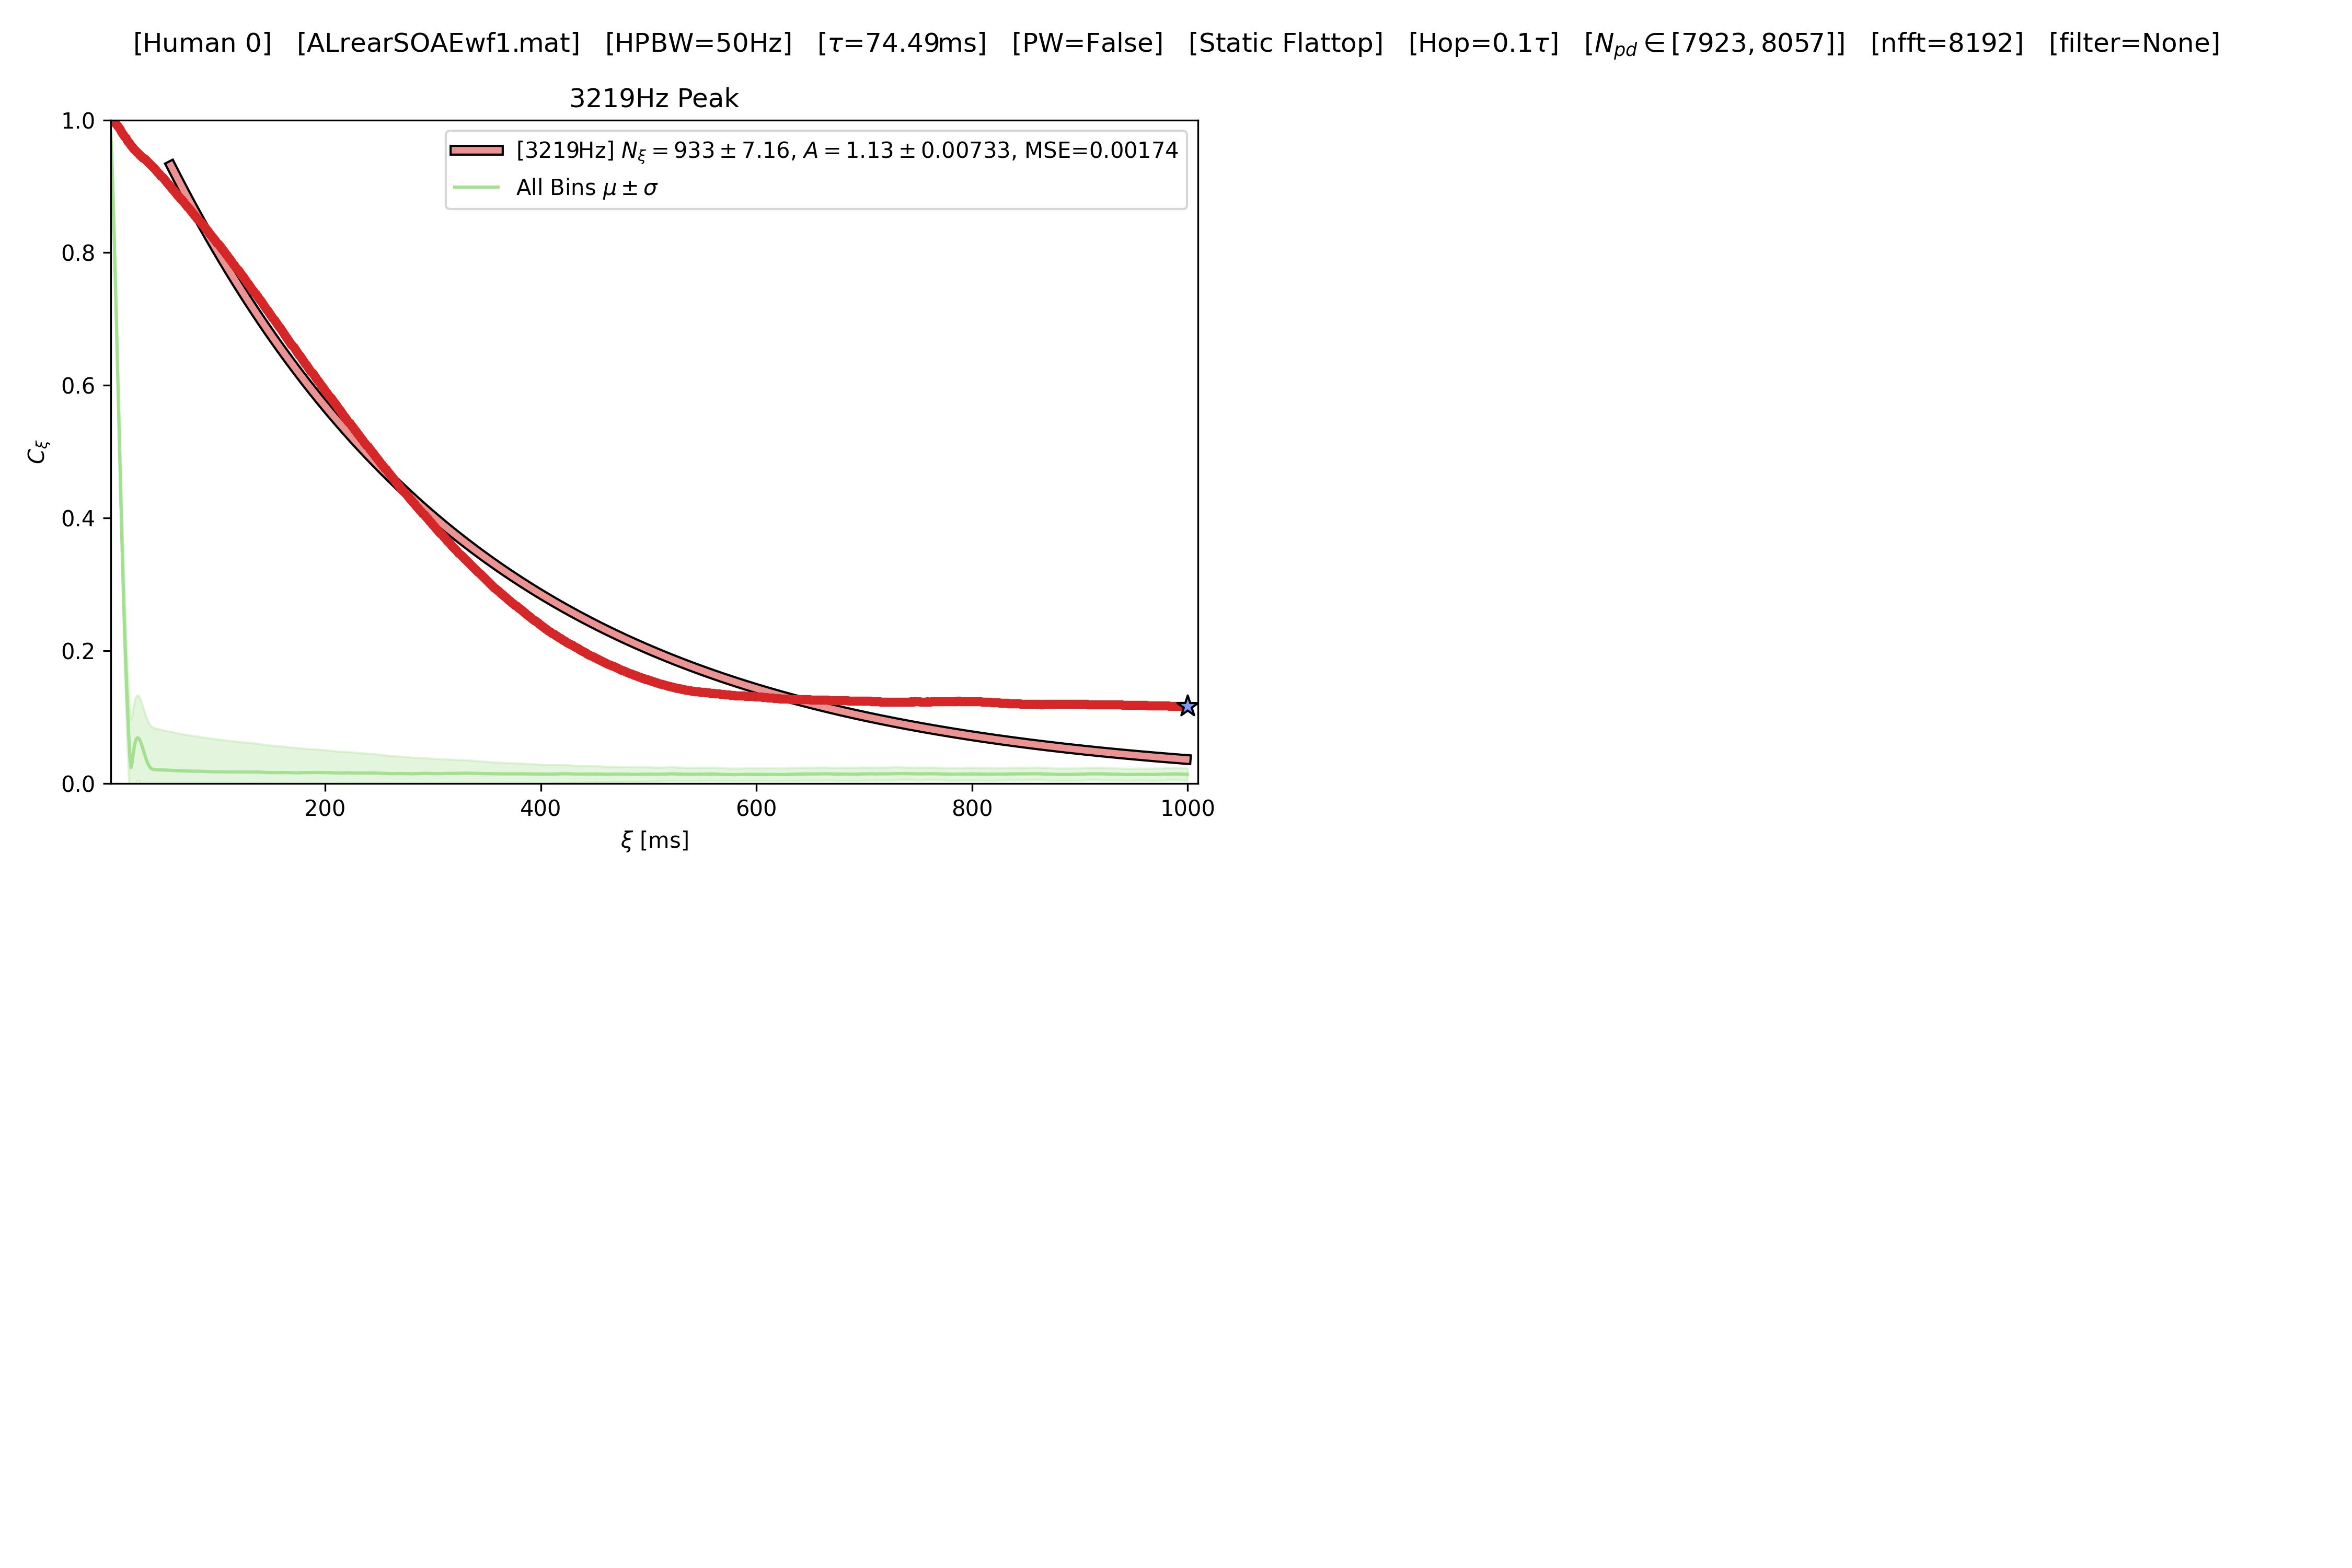 [Human 0] [ALrearSOAEwf1.mat] [HPBW=50Hz] [τ=74.49ms] [PW=False] [Static Flattop] [Hop=0.1τ] [N_pd ∈ [7923, 8057]] [nfft=8192] [filter=None]
3219Hz Peak
[3219Hz] N_ξ = 933 ± 7.16, A = 1.13 ± 0.00733, MSE=0.00174
All Bins μ ± σ
1.0
0.8
0.6
0.4
0.2
0.0
C_ξ
200 400 600 800 1000
ξ [ms]